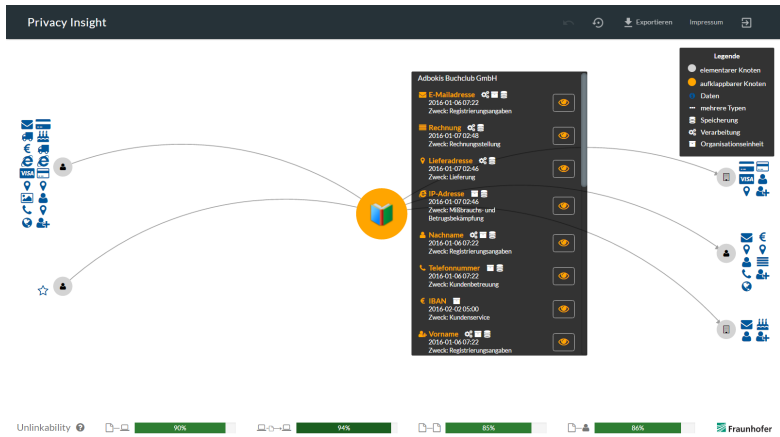 Privacy Insight
Exportieren
Impressum
Legende
elementarer Knoten
aufklappbarer Knoten
Daten
mehrere Typen
Speicherung
Verarbeitung
Organisationseinheit
Adbokis Buchclub GmbH
E-Mailadresse
2016-01-06 07:22
Zweck: Registrierungsangaben
Rechnung
2016-01-07 02:48
Zweck: Rechnungsstellung
Lieferadresse
2016-01-07 02:46
Zweck: Lieferung
IP-Adresse
2016-01-07 02:46
Zweck: Mißbrauchs- und
Betrugsbekämpfung
Nachname
2016-01-06 07:22
Zweck: Registrierungsangaben
Telefonnummer
2016-01-06 07:22
Zweck: Kundenbetreuung
IBAN
2016-02-02 05:00
Zweck: Kundenservice
Vorname
2016-01-06 07:22
Zweck: Registrierungsangaben
VISA
VISA
Unlinkability
90%
94%
85%
86%
Fraunhofer